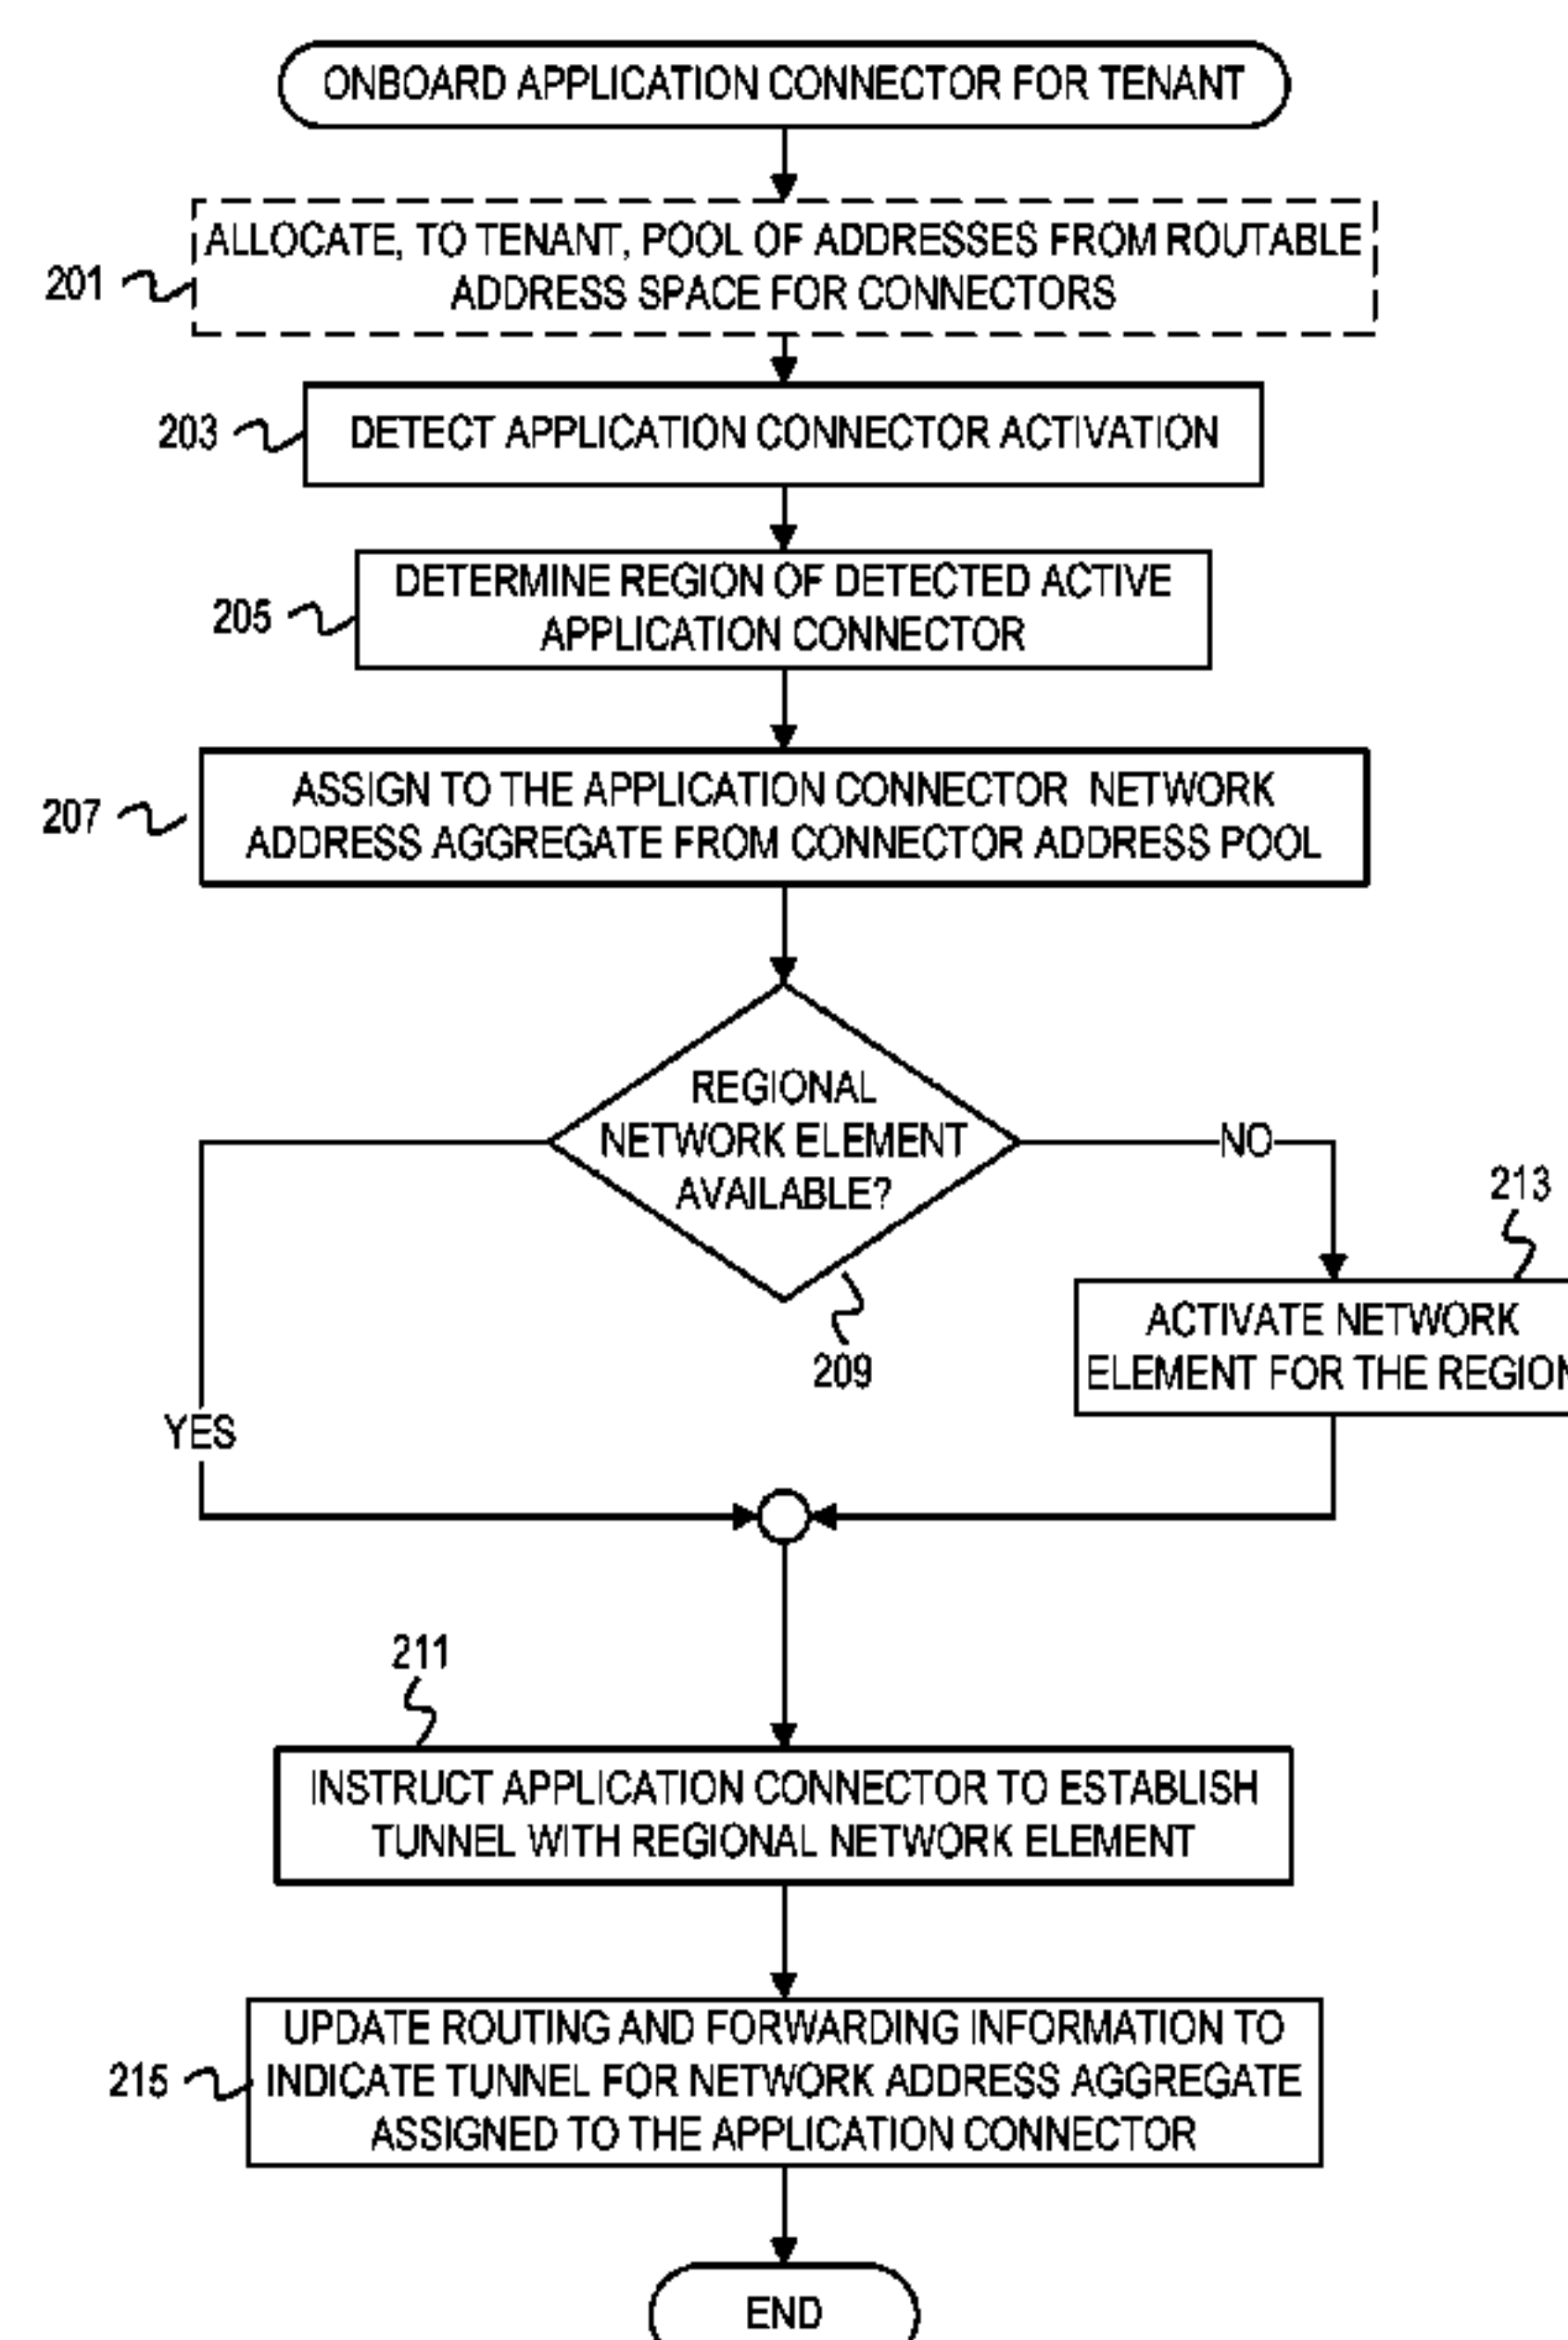 ONBOARD APPLICATION CONNECTOR FOR TENANT
ALLOCATE, TO TENANT, POOL OF ADDRESSES FROM ROUTABLE
ADDRESS SPACE FOR CONNECTORS
201
203
DETECT APPLICATION CONNECTOR ACTIVATION
DETERMINE REGION OF DETECTED ACTIVE
APPLICATION CONNECTOR
205
ASSIGN TO THE APPLICATION CONNECTOR NETWORK
ADDRESS AGGREGATE FROM CONNECTOR ADDRESS POOL
207
REGIONAL
NETWORK ELEMENT
AVAILABLE?
NO
213
209
ACTIVATE NETWORK
ELEMENT FOR THE REGION
YES
211
INSTRUCT APPLICATION CONNECTOR TO ESTABLISH
TUNNEL WITH REGIONAL NETWORK ELEMENT
UPDATE ROUTING AND FORWARDING INFORMATION TO
INDICATE TUNNEL FOR NETWORK ADDRESS AGGREGATE
ASSIGNED TO THE APPLICATION CONNECTOR
215
END